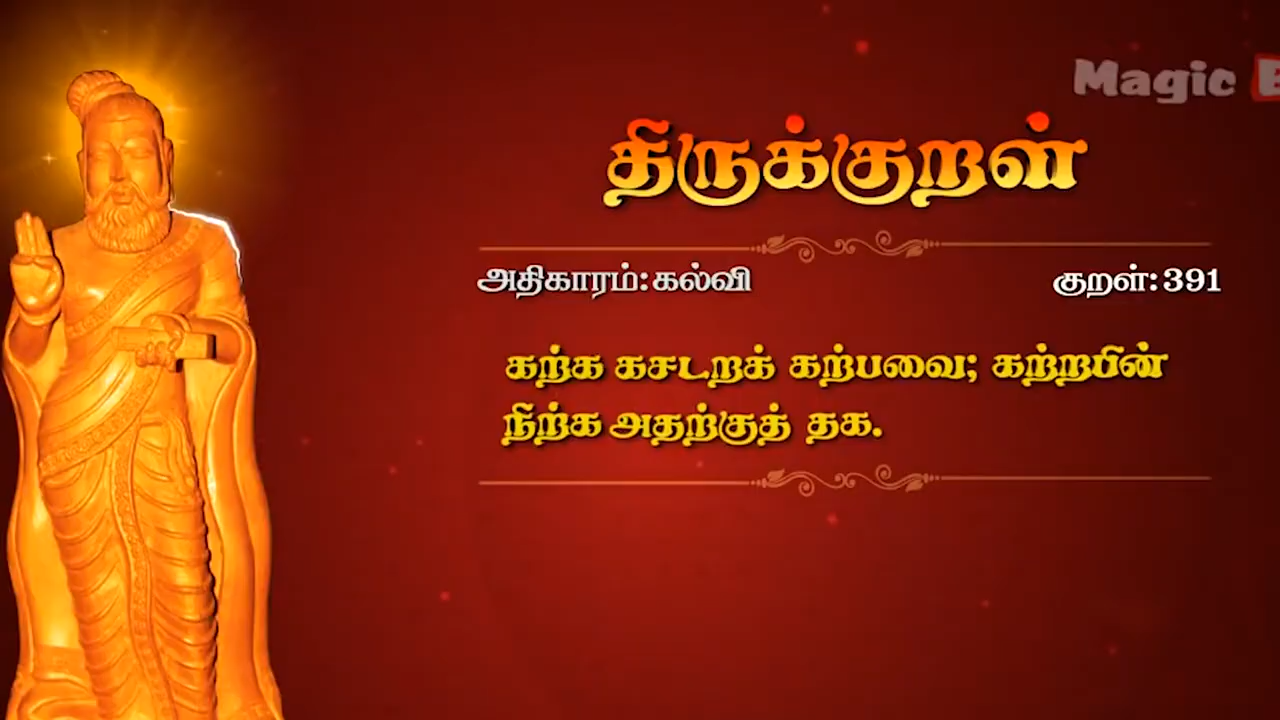 Magic
திருக்குறள்
அதிகாரம்: கல்வி குறள்: 391
கற்க கசடறக் கற்பவை; கற்றபின்
நிற்க அதற்குத் தக.